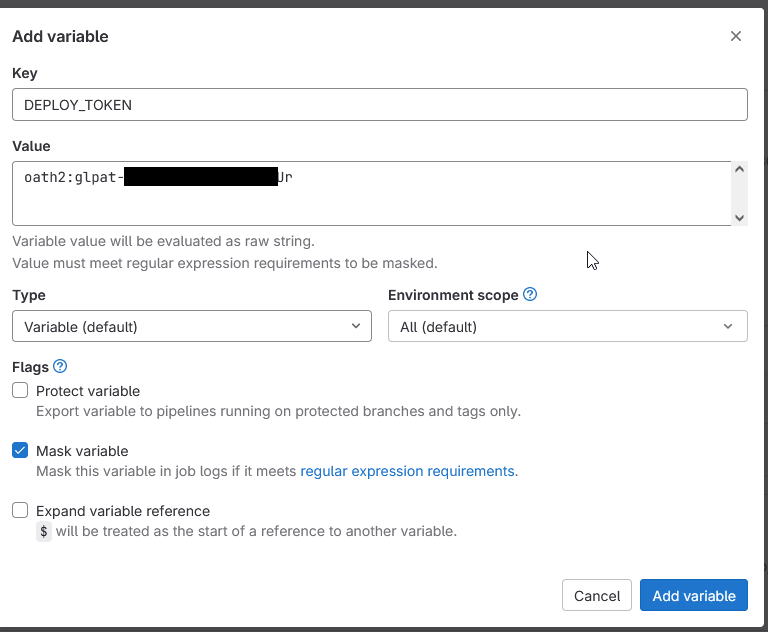 Add variable
Key
DEPLOY_TOKEN
Value
oath2:glpat-
Jr
Variable value will be evaluated as raw string.
Value must meet regular expression requirements to be masked.
Type
Environment scope
Variable (default)
All (default)
Flags
Protect variable
Export variable to pipelines running on protected branches and tags only.
Mask variable
Mask this variable in job logs if it meets regular expression requirements.
Expand variable reference
$ will be treated as the start of a reference to another variable.
Cancel
Add variable